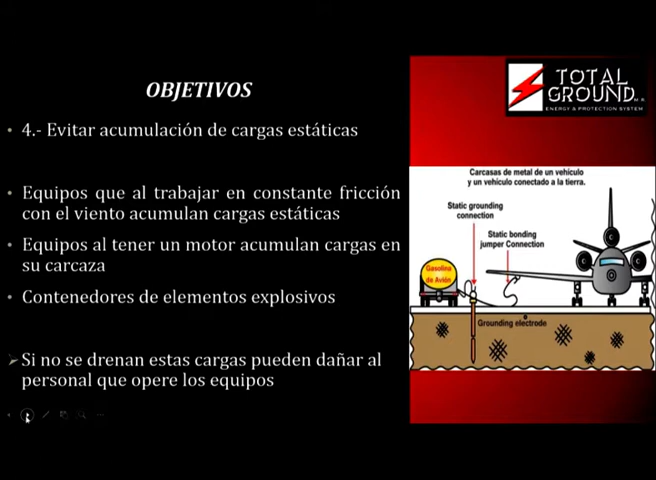 OBJETIVOS
• 4.- Evitar acumulación de cargas estáticas
• Equipos que al trabajar en constante fricción
con el viento acumulan cargas estáticas
• Equipos al tener un motor acumulan cargas en
su carcaza
• Contenedores de elementos explosivos
➢ Si no se drenan estas cargas pueden dañar al
personal que opere los equipos
TOTAL
GROUND
ENERGY & PROTECTION SYSTEM
Carcasas de metal de un vehículo
y un vehículo conectado a la tierra.
Static grounding
connection
Static bonding
jumper Connection
Gasolina
de Avión
Grounding electrode